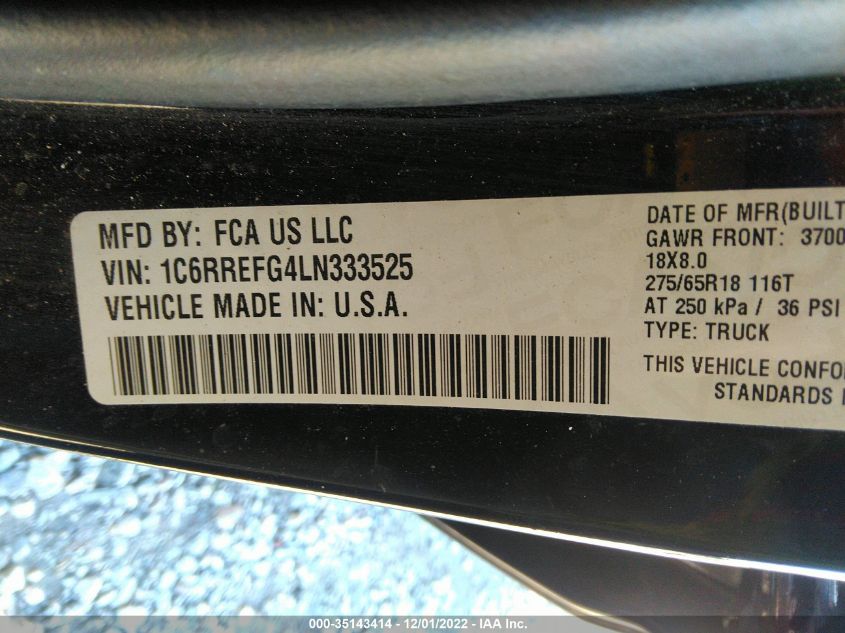 MFD BY: FCA US LLC
VIN: 1C6RREFG4LN333525
VEHICLE MADE IN: U.S.A.
DATE OF MFR(BUILT
GAWR FRONT: 3700
18X8.0
275/65R18 116T
AT 250 kPa / 36 PSI
TYPE: TRUCK
THIS VEHICLE CONFO
STANDARDS
000-35143414 - 12/01/2022 - IAA Inc.